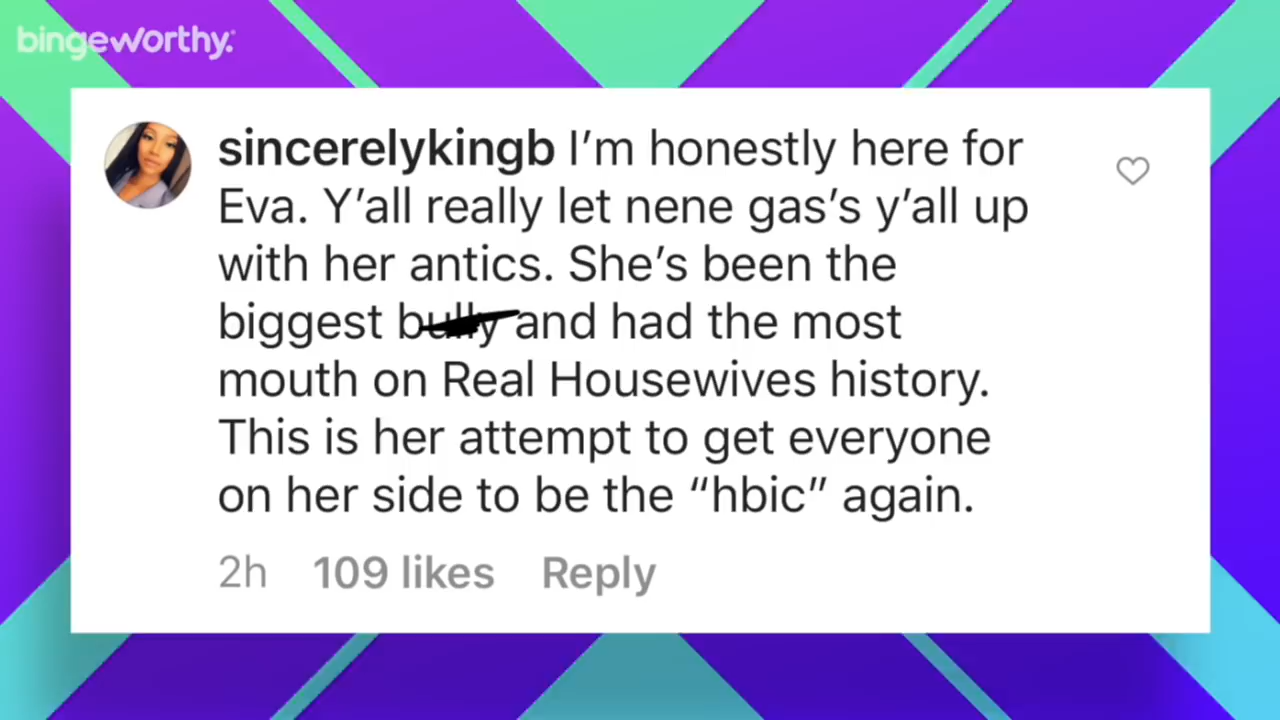 bingeworthy.
sincerelykingb I'm honestly here for
Eva. Y'all really let nene gas's y'all up
with her antics. She's been the
biggest bully and had the most
mouth on Real Housewives history.
This is her attempt to get everyone
on her side to be the “hbic” again.
2h 109 likes Reply